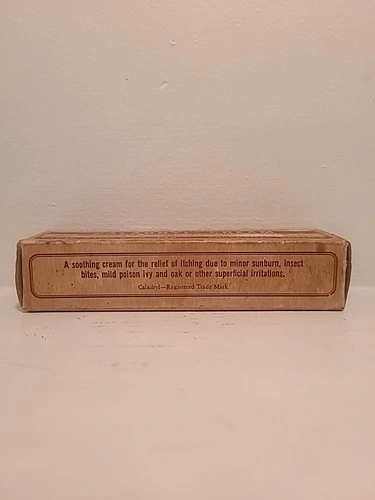 A soothing cream for the relief of itching due to minor sunburn, insect
bites, mild poison ivy and oak or other superficial irritations.
Caladryl—Registered Trade Mark